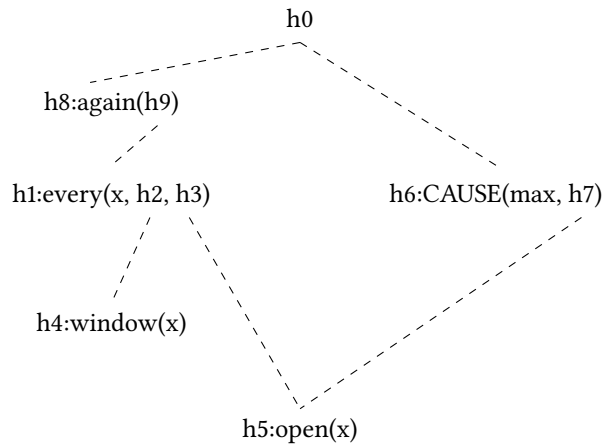 h0
h8:again(h9)
h1:every(x, h2, h3)
h6:CAUSE(max, h7)
h4:window(x)
h5:open(x)